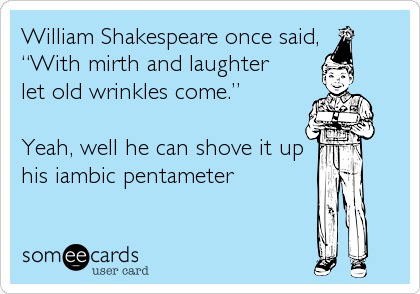 William Shakespeare once said,
“With mirth and laughter
let old wrinkles come.”
Yeah, well he can shove it up
his iambic pentameter
someecards
user card